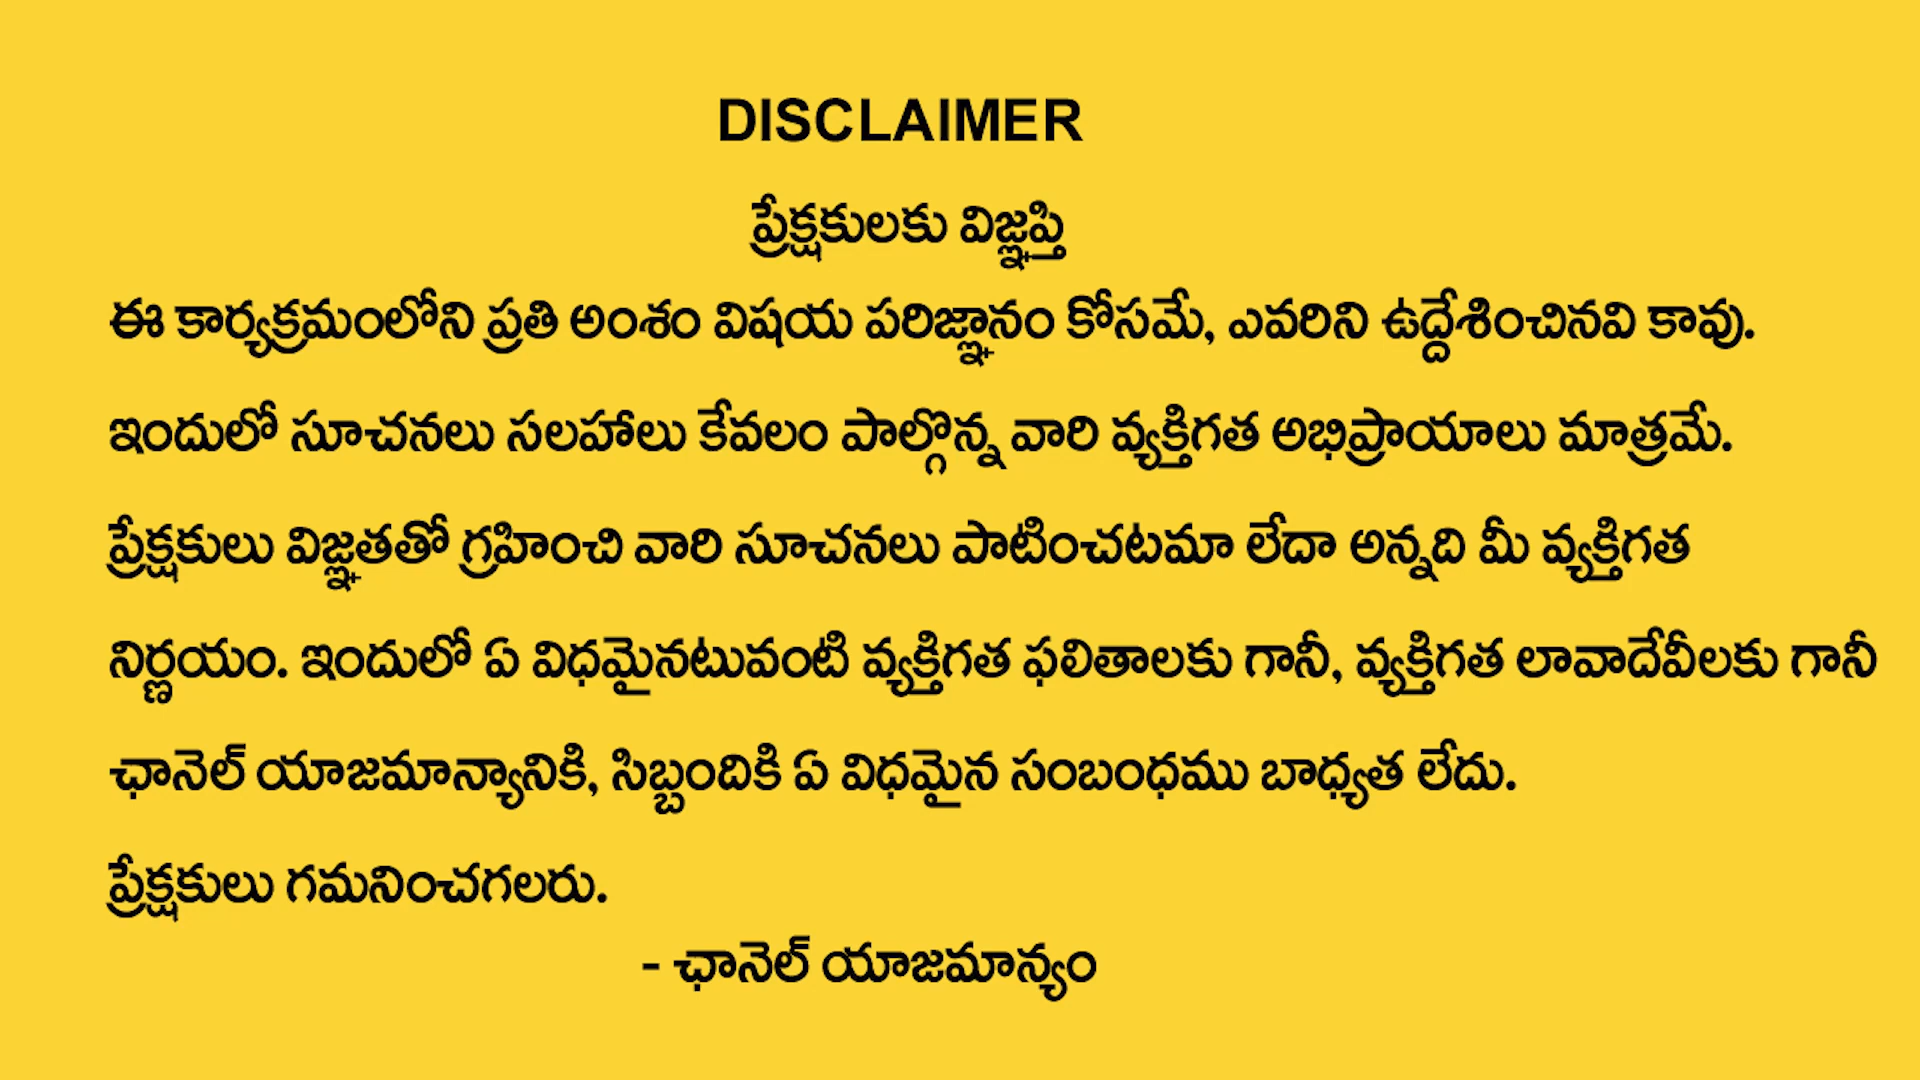 DISCLAIMER
ప్రేక్షకులకు విజ్ఞప్తి
ఈ కార్యక్రమంలోని ప్రతి అంశం విషయ పరిజ్ఞానం కోసమే, ఎవరిని ఉద్దేశించినవి కావు.
ఇందులో సూచనలు సలహాలు కేవలం పాల్గొన్న వారి వ్యక్తిగత అభిప్రాయాలు మాత్రమే.
ప్రేక్షకులు విజ్ఞతతో గ్రహించి వారి సూచనలు పాటించటమా లేదా అన్నది మీ వ్యక్తిగత
నిర్ణయం. ఇందులో ఏ విధమైనటువంటి వ్యక్తిగత ఫలితాలకు గానీ, వ్యక్తిగత లావాదేవీలకు గానీ
ఛానెల్ యాజమాన్యానికి, సిబ్బందికి ఏ విధమైన సంబంధము బాధ్యత లేదు.
ప్రేక్షకులు గమనించగలరు.
- ఛానెల్ యాజమాన్యం